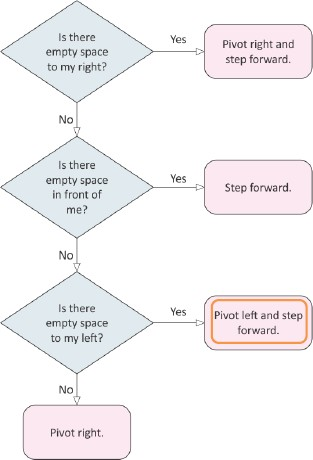 Is there
empty space
to my right?
Yes
Pivot right and
step forward.
No
Is there
empty space
in front of
me?
Yes
Step forward.
No
Is there
empty space
to my left?
Yes
Pivot left and step
forward.
No
Pivot right.